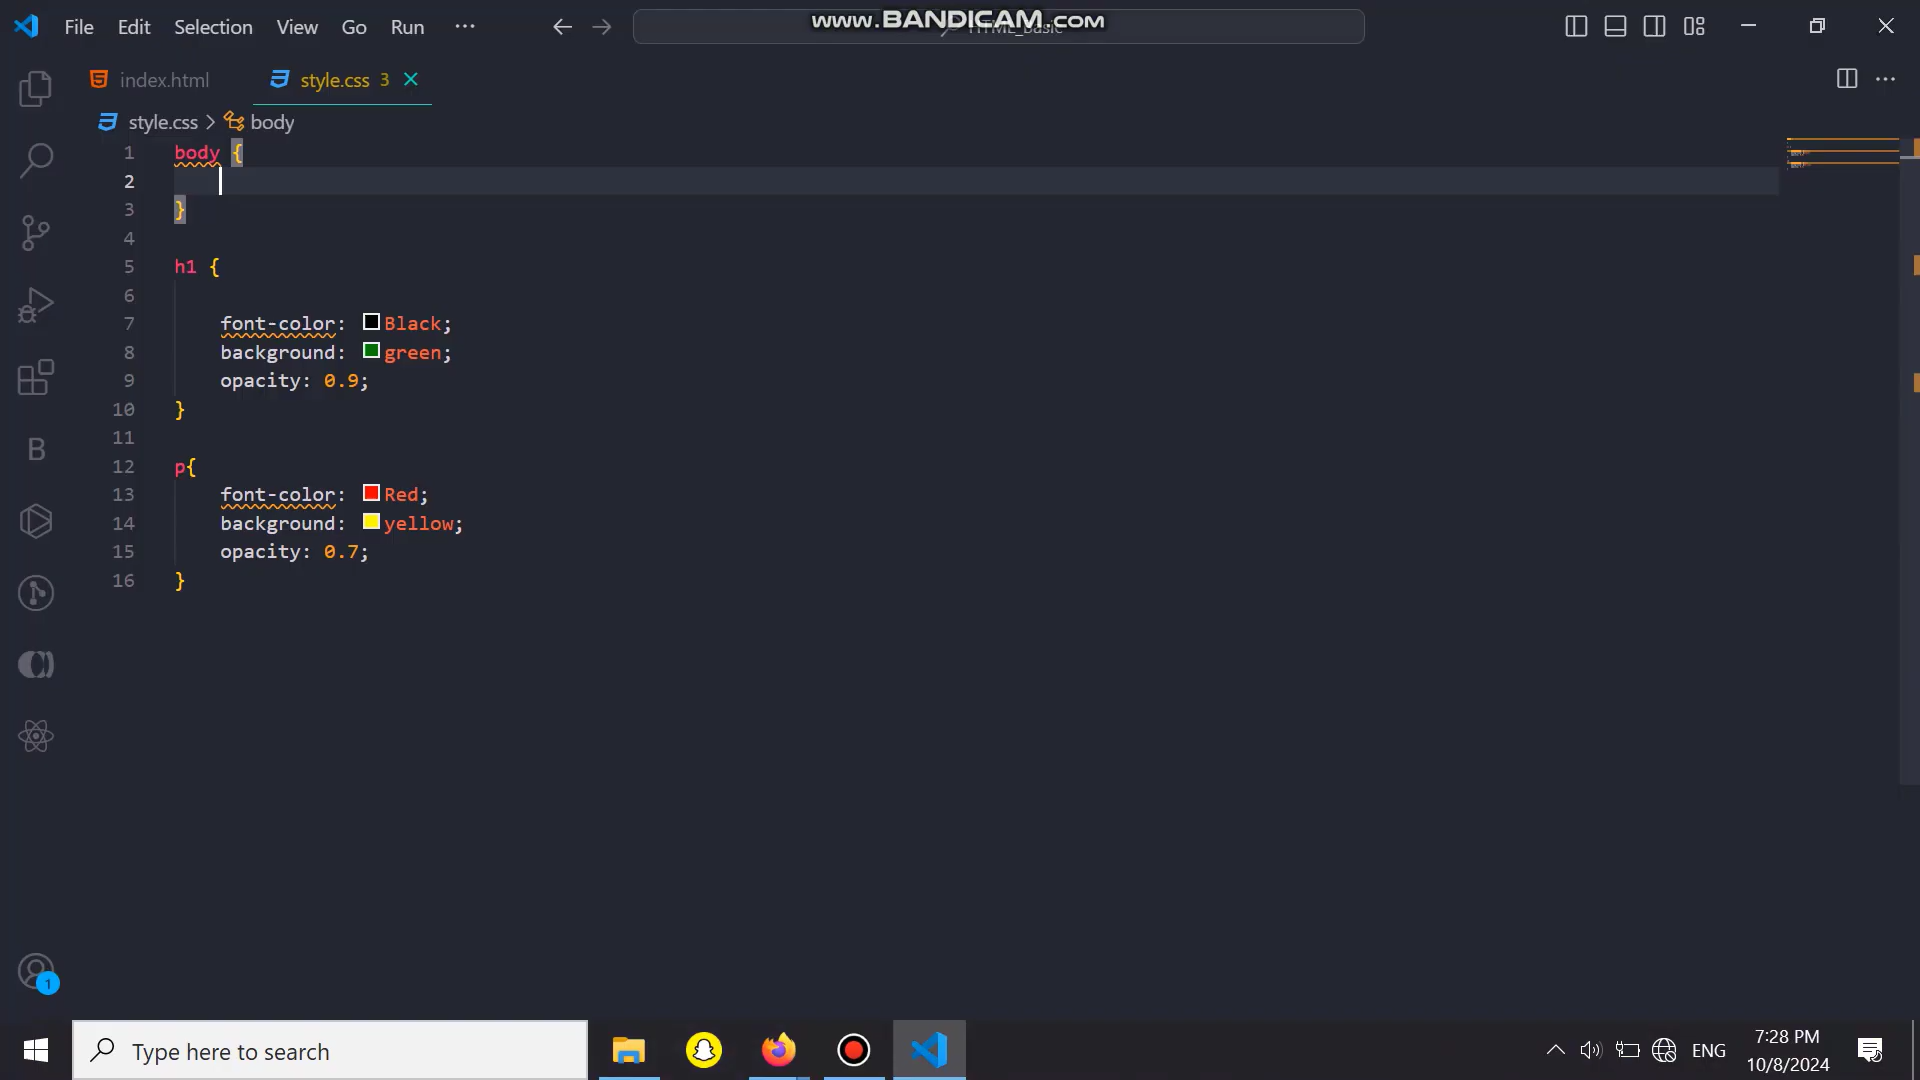 File Edit Selection View Go Run ···
www.BANDICAM.com
HTML_Basic
index.html
style.css 3
style.css > body
1 body {
2
3 }
4
5 h1 {
6
7 font-color: Black;
8 background: green;
9 opacity: 0.9;
10 }
11
12 p{
13 font-color: Red;
14 background: yellow;
15 opacity: 0.7;
16 }
B
1
Type here to search
ENG
7:28 PM
10/8/2024